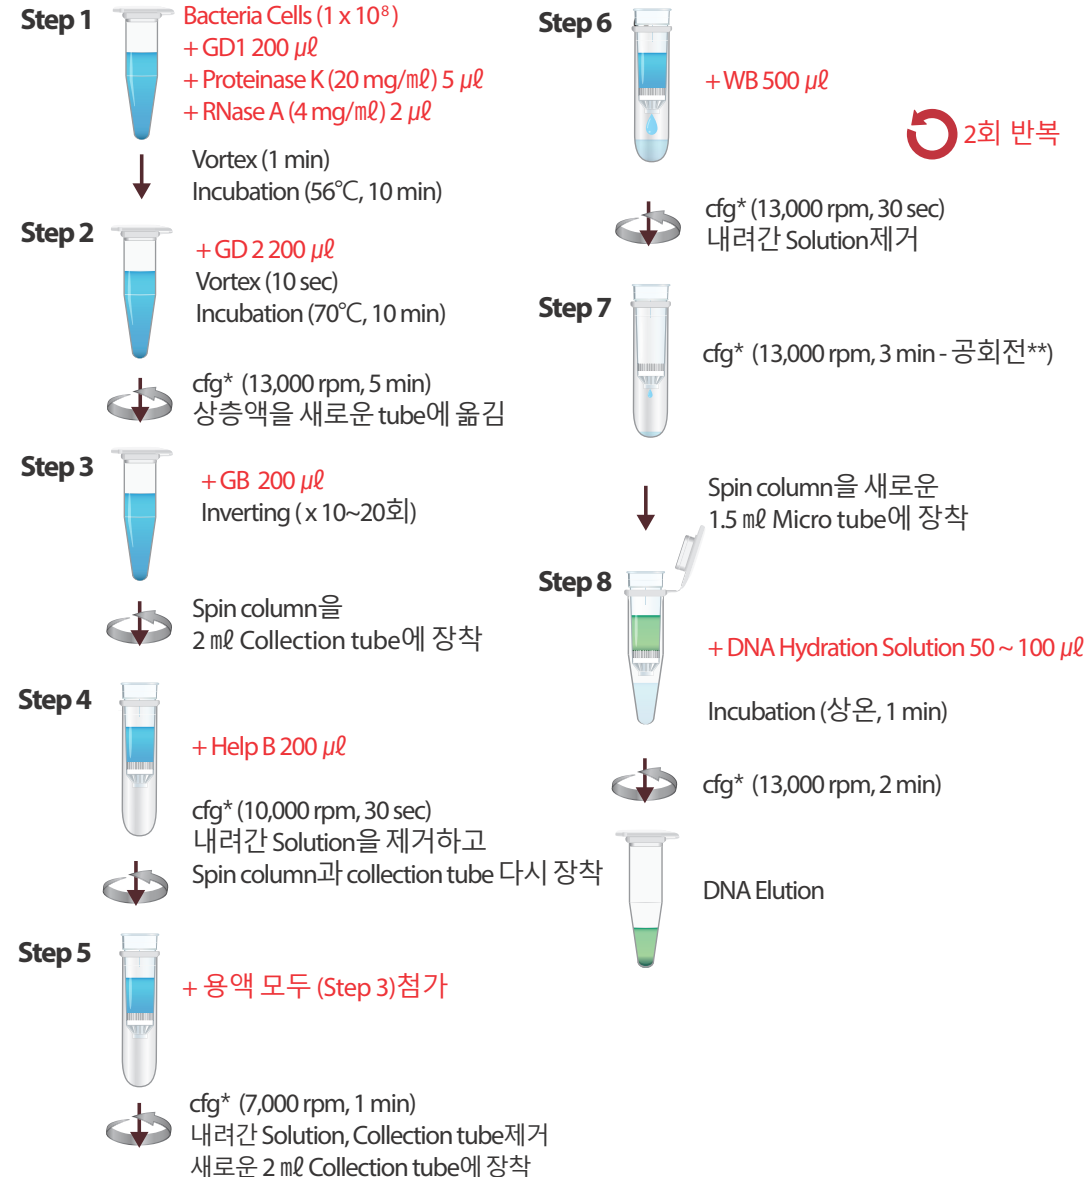 Step 1
Bacteria Cells (1 x 10⁸)
+ GD1 200 ㎕
+ Proteinase K (20 mg/㎖) 5 ㎕
+ RNase A (4 mg/㎖) 2 ㎕
Vortex (1 min)
Incubation (56℃, 10 min)
Step 2
+ GD 2 200 ㎕
Vortex (10 sec)
Incubation (70℃, 10 min)
cfg* (13,000 rpm, 5 min)
상층액을 새로운 tube에 옮김
Step 3
+ GB 200 ㎕
Inverting ( x 10~20회)
Spin column을
2 ㎖ Collection tube에 장착
Step 4
+ Help B 200 ㎕
cfg* (10,000 rpm, 30 sec)
내려간 Solution을 제거하고
Spin column과 collection tube 다시 장착
Step 5
+ 용액 모두 (Step 3)첨가
cfg* (7,000 rpm, 1 min)
내려간 Solution, Collection tube제거
새로운 2 ㎖ Collection tube에 장착
Step 6
+ WB 500 ㎕
2회 반복
cfg* (13,000 rpm, 30 sec)
내려간 Solution제거
Step 7
cfg* (13,000 rpm, 3 min - 공회전**)
Spin column을 새로운
1.5 ㎖ Micro tube에 장착
Step 8
+ DNA Hydration Solution 50 ~ 100 ㎕
Incubation (상온, 1 min)
cfg* (13,000 rpm, 2 min)
DNA Elution